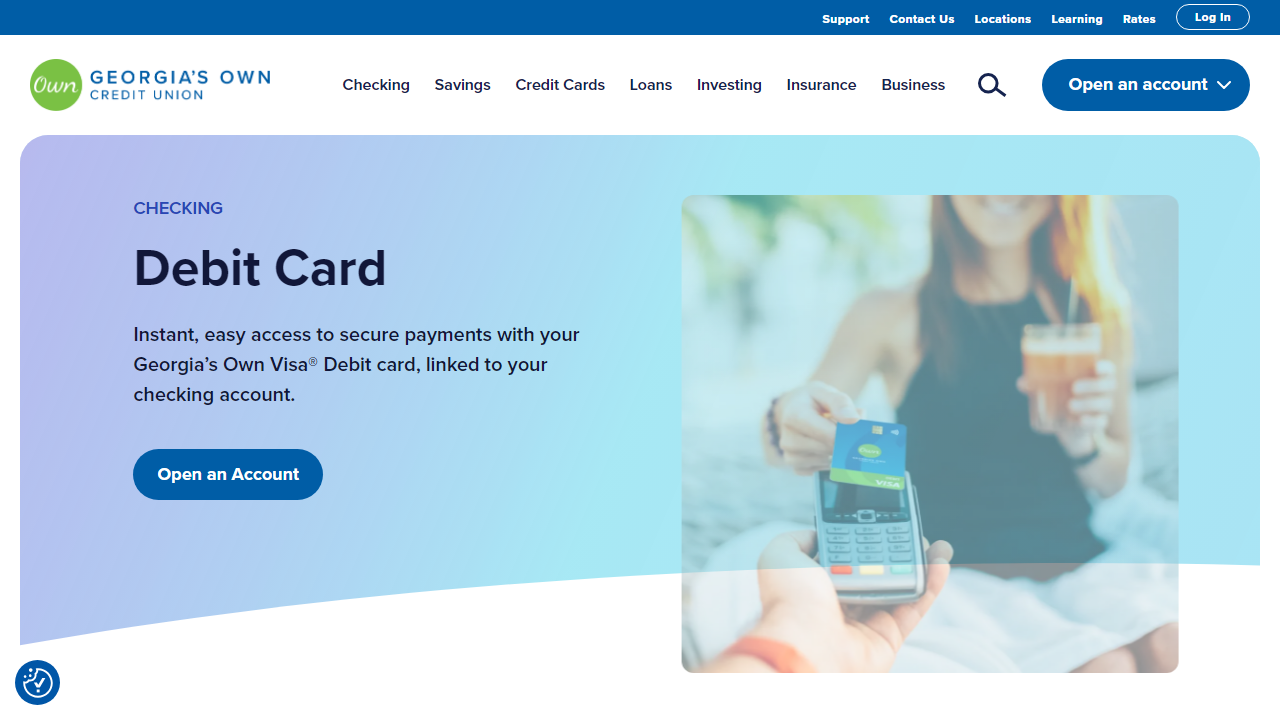 Support Contact Us Locations Learning Rates Log In
Own GEORGIA'S OWN
CREDIT UNION
Checking Savings Credit Cards Loans Investing Insurance Business Open an account
CHECKING
Debit Card
Instant, easy access to secure payments with your
Georgia’s Own Visa® Debit card, linked to your
checking account.
Open an Account
Own
VISA